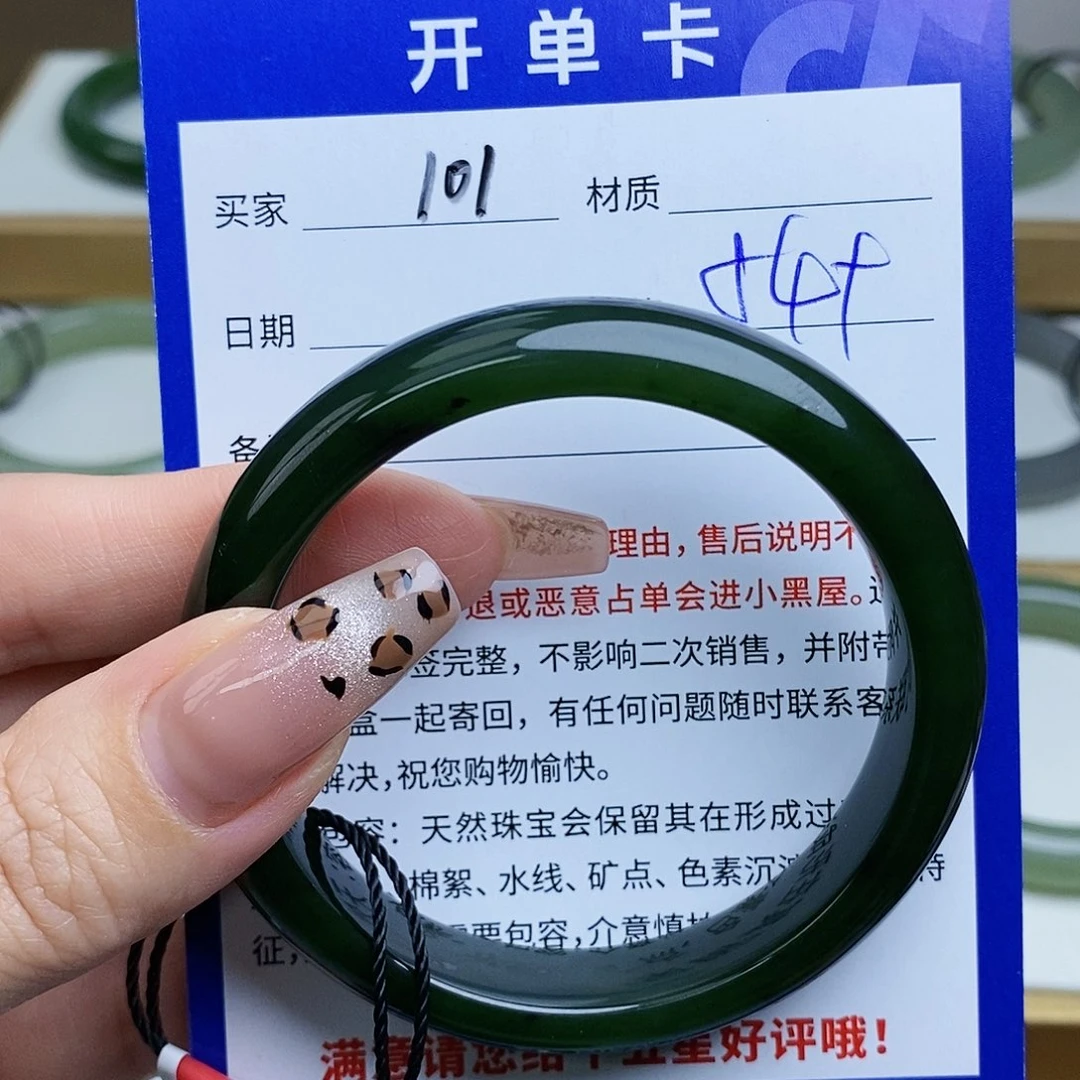 开单卡
买家 101 材质
日期
理由，售后说明不
退或恶意占单会进小黑屋。
签完整，不影响二次销售，并附带
盒一起寄回，有任何问题随时联系客
解决，祝您购物愉快。
容：天然珠宝会保留其在形成过
棉絮、水线、矿点、色素沉
需要包容，介意慎拍
征，
满意请您给个五星好评哦！